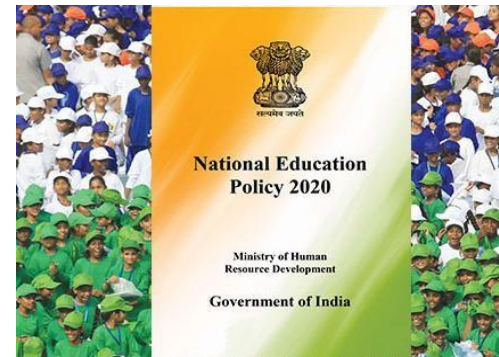 सत्यमेव जयते
National Education
Policy 2020
Ministry of Human
Resource Development
Government of India